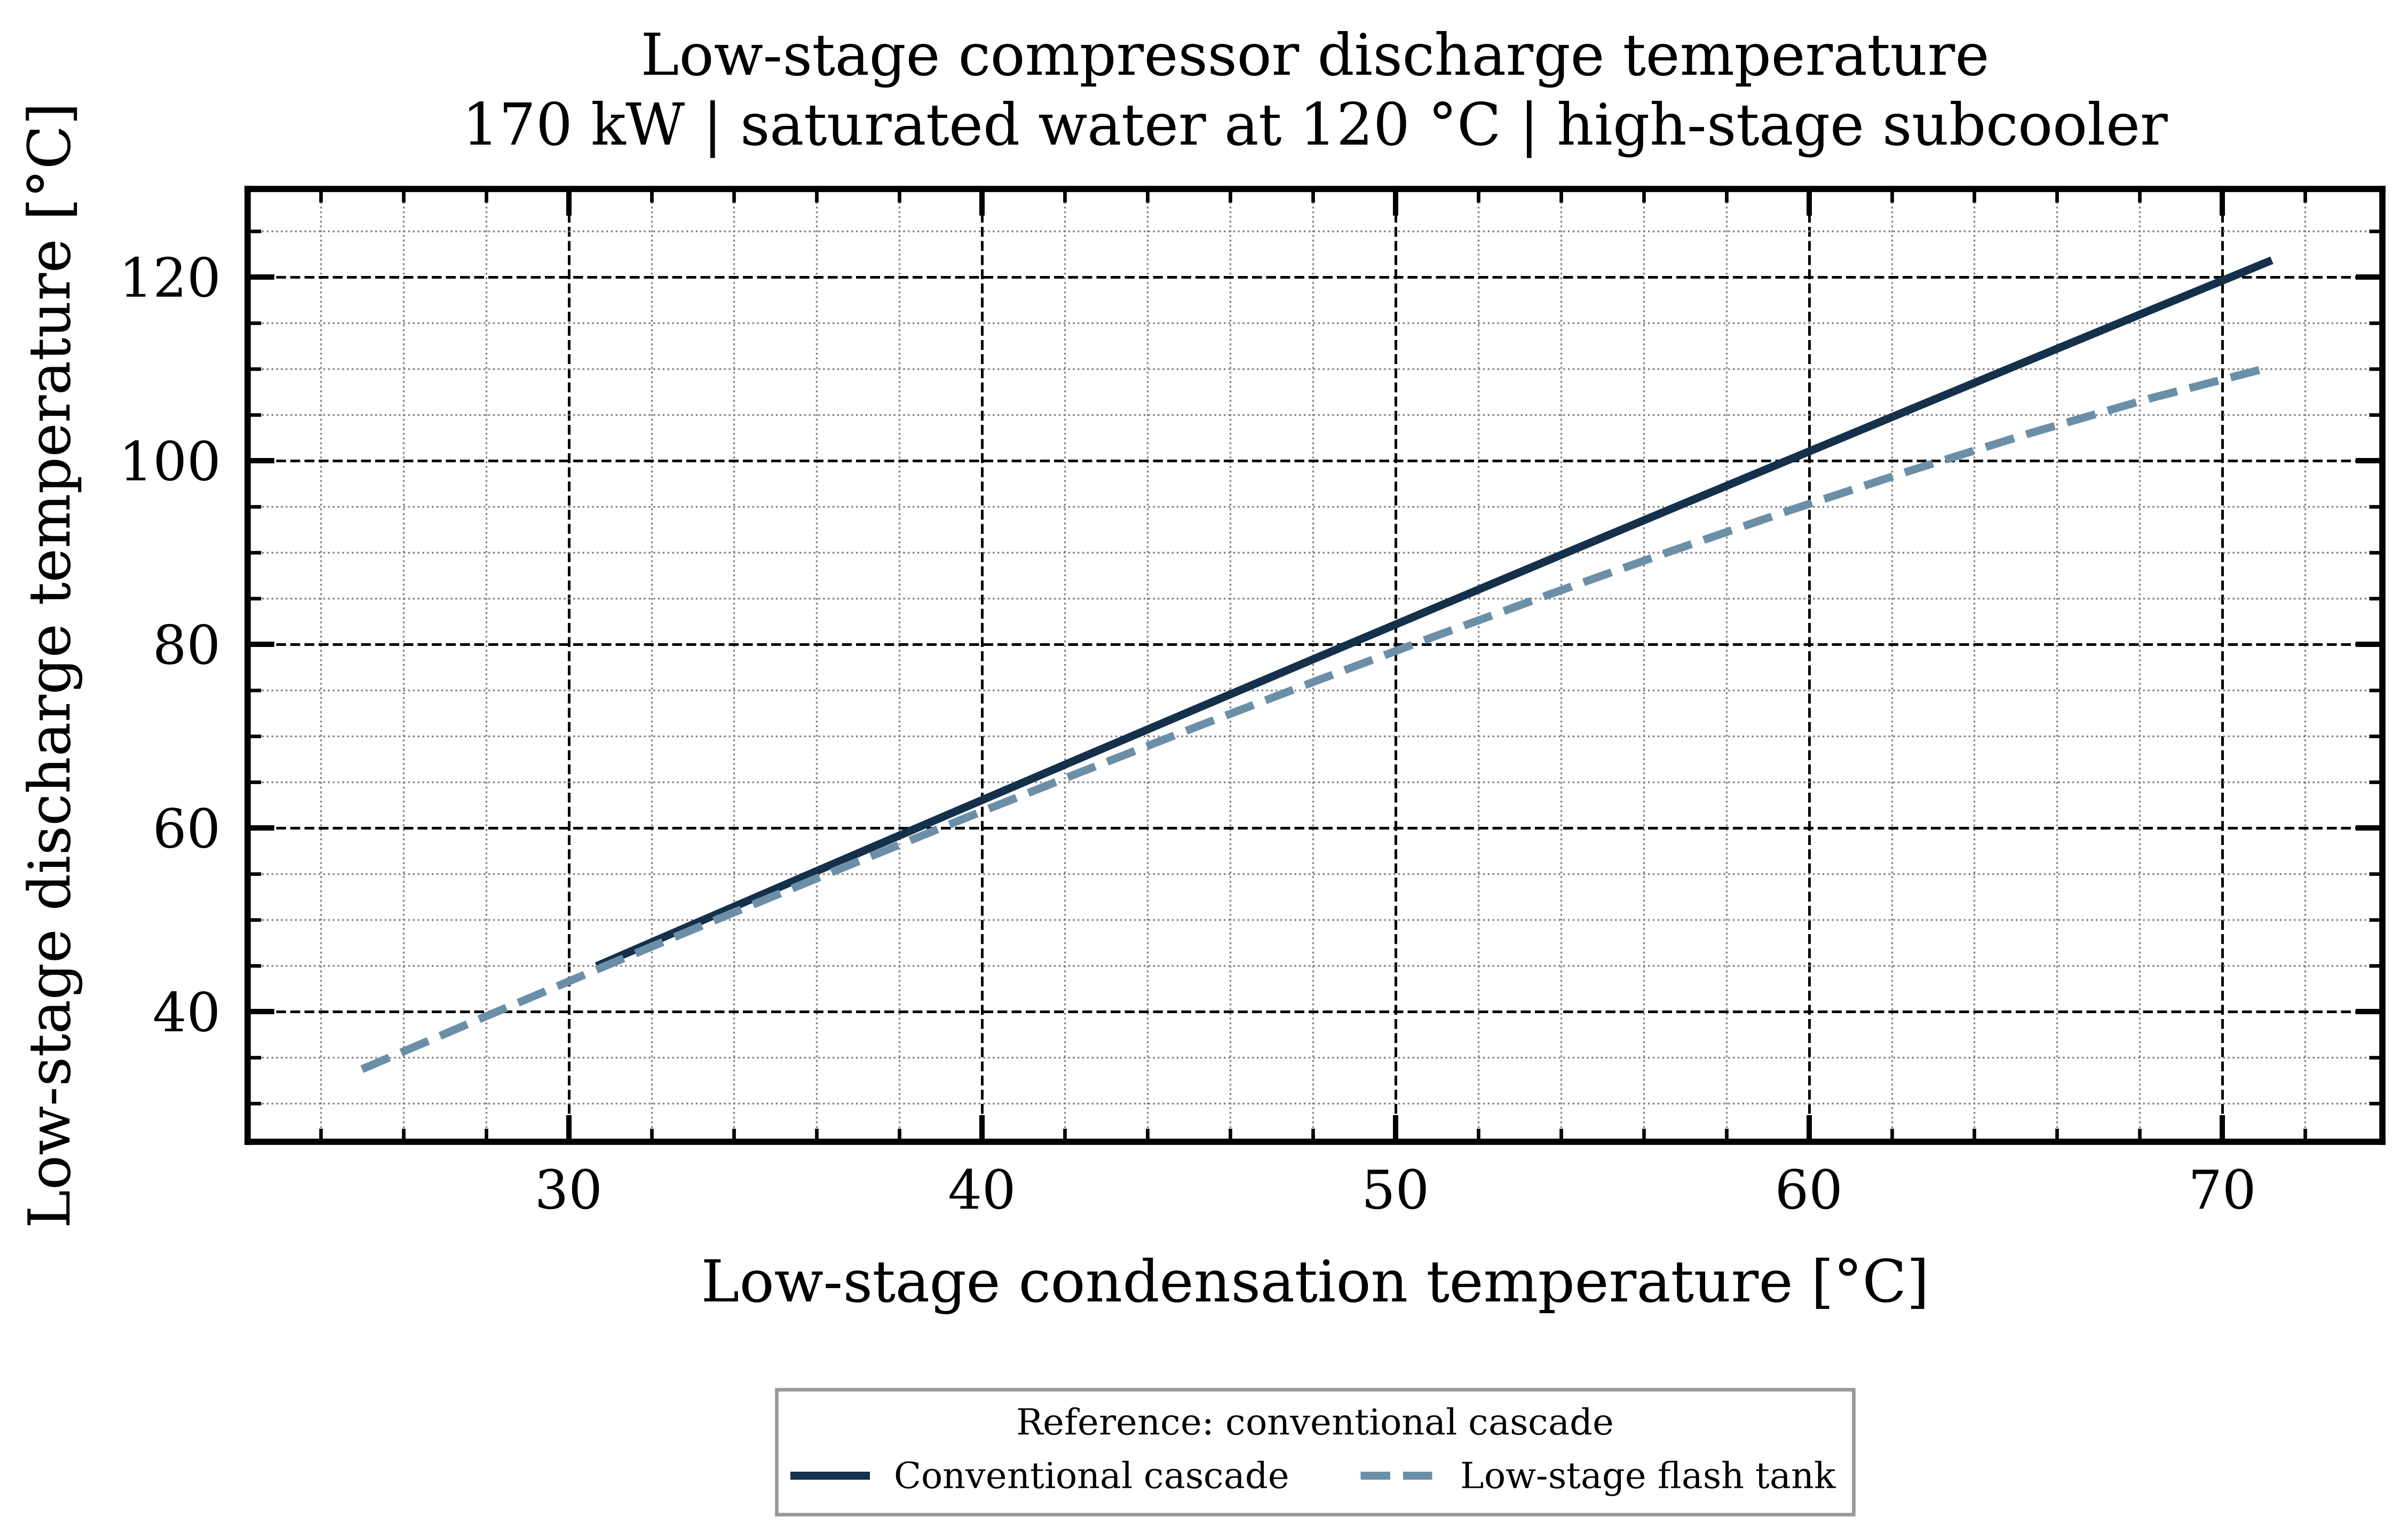 Low-stage compressor discharge temperature
170 kW | saturated water at 120 °C | high-stage subcooler
Low-stage discharge temperature [°C]
120
100
80
60
40
30 40 50 60 70
Low-stage condensation temperature [°C]
Reference: conventional cascade
Conventional cascade Low-stage flash tank